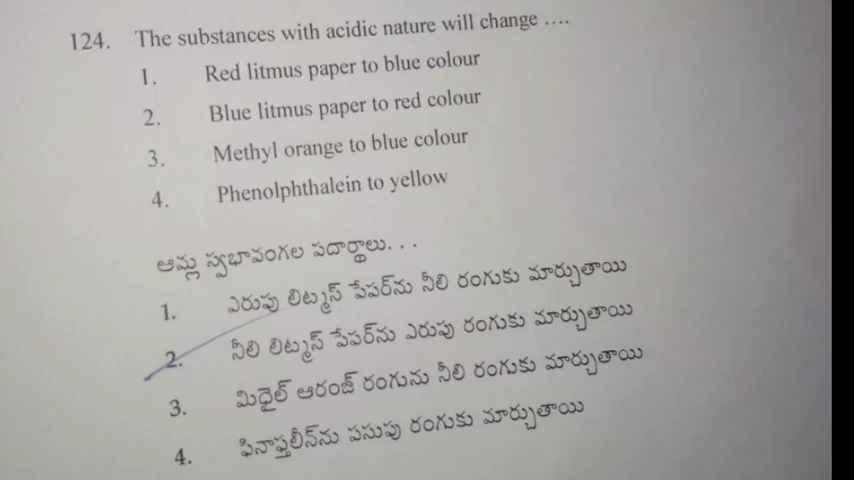 124. The substances with acidic nature will change ....
1. Red litmus paper to blue colour
2. Blue litmus paper to red colour
3. Methyl orange to blue colour
4. Phenolphthalein to yellow
ఆమ్ల స్వభావంగల పదార్థాలు. . .
1. ఎరుపు లిట్మస్ పేపర్‌ను నీలి రంగుకు మార్చుతాయి
2. నీలి లిట్మస్ పేపర్‌ను ఎరుపు రంగుకు మార్చుతాయి
3. మిధైల్ ఆరంజ్ రంగును నీలి రంగుకు మార్చుతాయి
4. ఫినాఫ్తలీన్‌ను పసుపు రంగుకు మార్చుతాయి